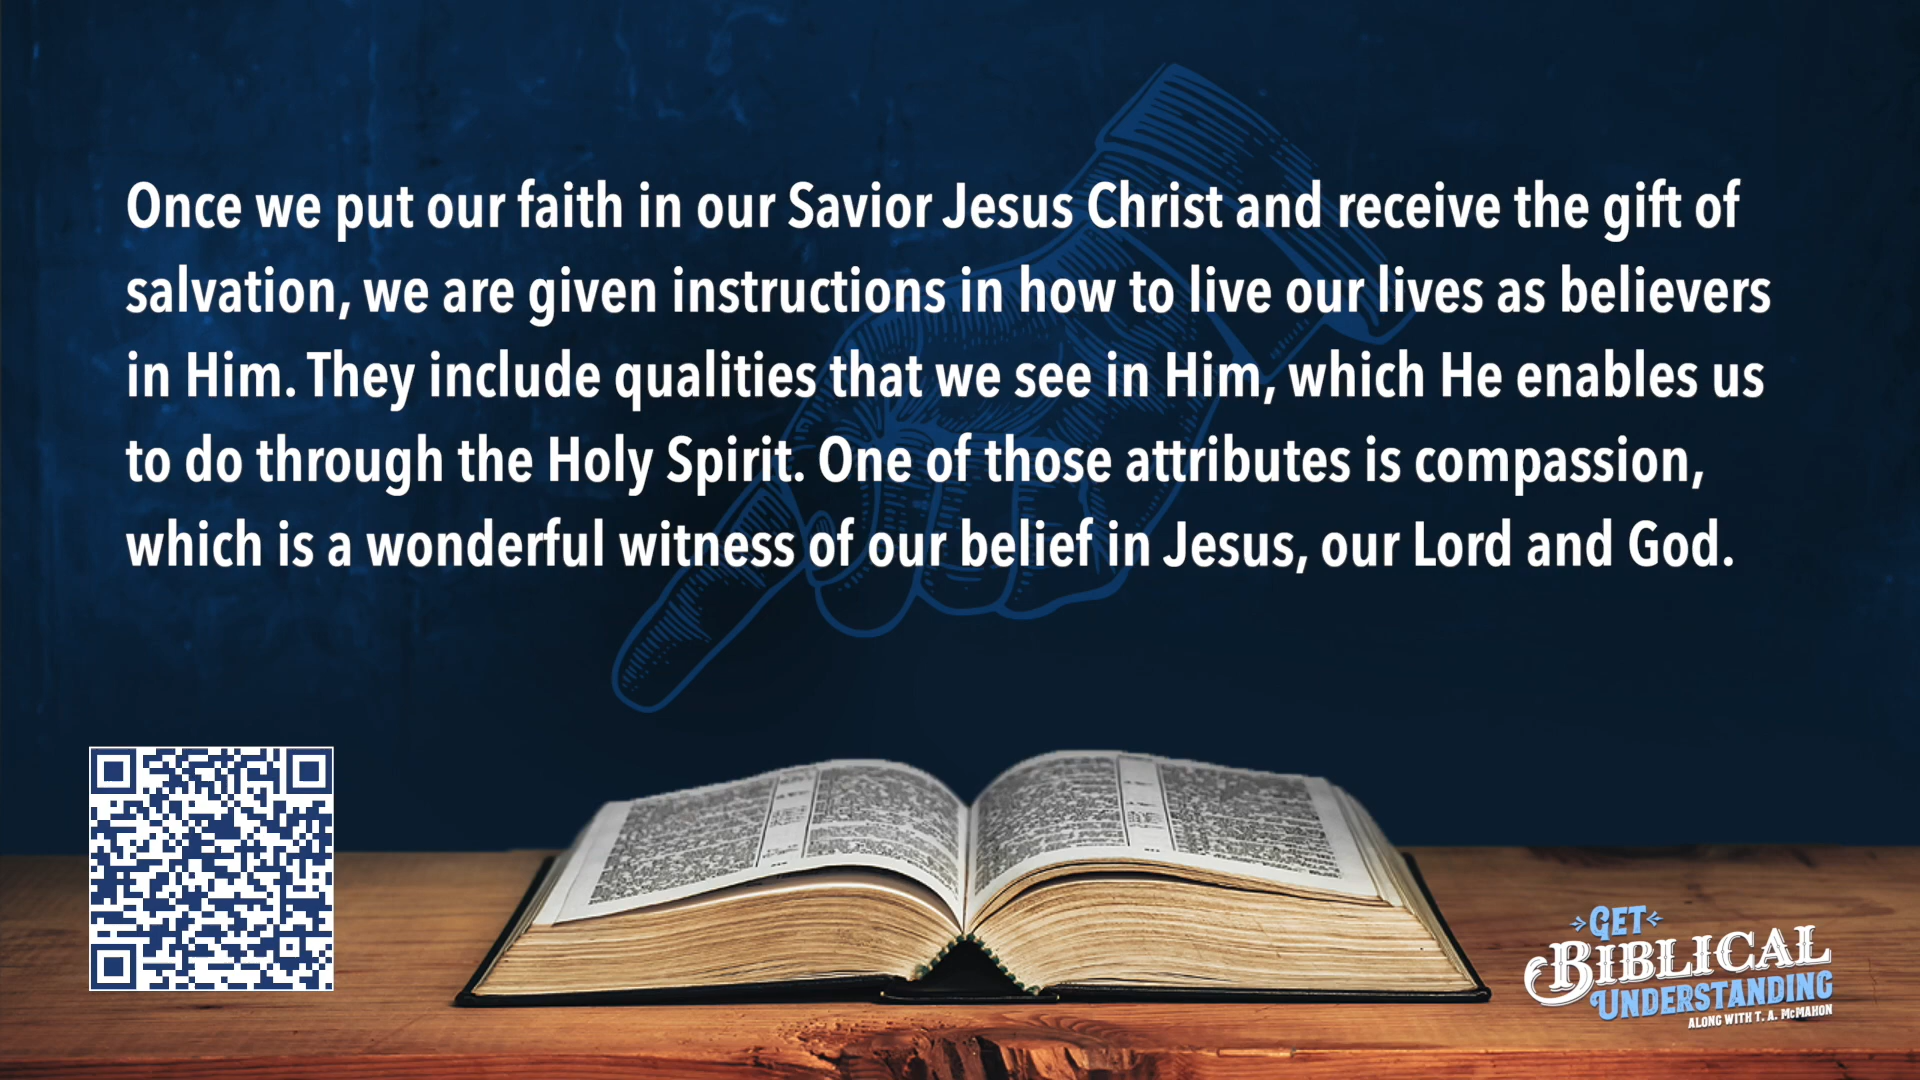 Once we put our faith in our Savior Jesus Christ and receive the gift of
salvation, we are given instructions in how to live our lives as believers
in Him. They include qualities that we see in Him, which He enables us
to do through the Holy Spirit. One of those attributes is compassion,
which is a wonderful witness of our belief in Jesus, our Lord and God.
GET
BIBLICAL
UNDERSTANDING
ALONG WITH T. A. McMAHON